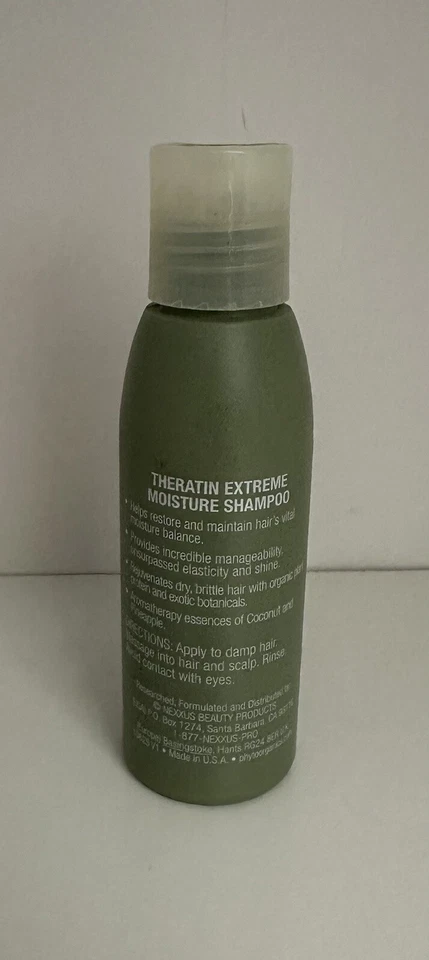 THERATIN EXTREME
MOISTURE SHAMPOO
• Helps restore and maintain hair's vital
moisture balance.
• Provides incredible manageability,
unsurpassed elasticity and shine.
• Rejuvenates dry, brittle hair with organic plant
protein and exotic botanicals.
• Aromatherapy essences of Coconut and
Pineapple.
DIRECTIONS: Apply to damp hair.
Massage into hair and scalp. Rinse.
Avoid contact with eyes.
Researched, Formulated and Distributed by
© NEXXUS BEAUTY PRODUCTS
P.O. Box 1274, Santa Barbara, CA
1-877-NEXXUS-PRO
Basingstoke, Hants RG24
• Made in U.S.A. •